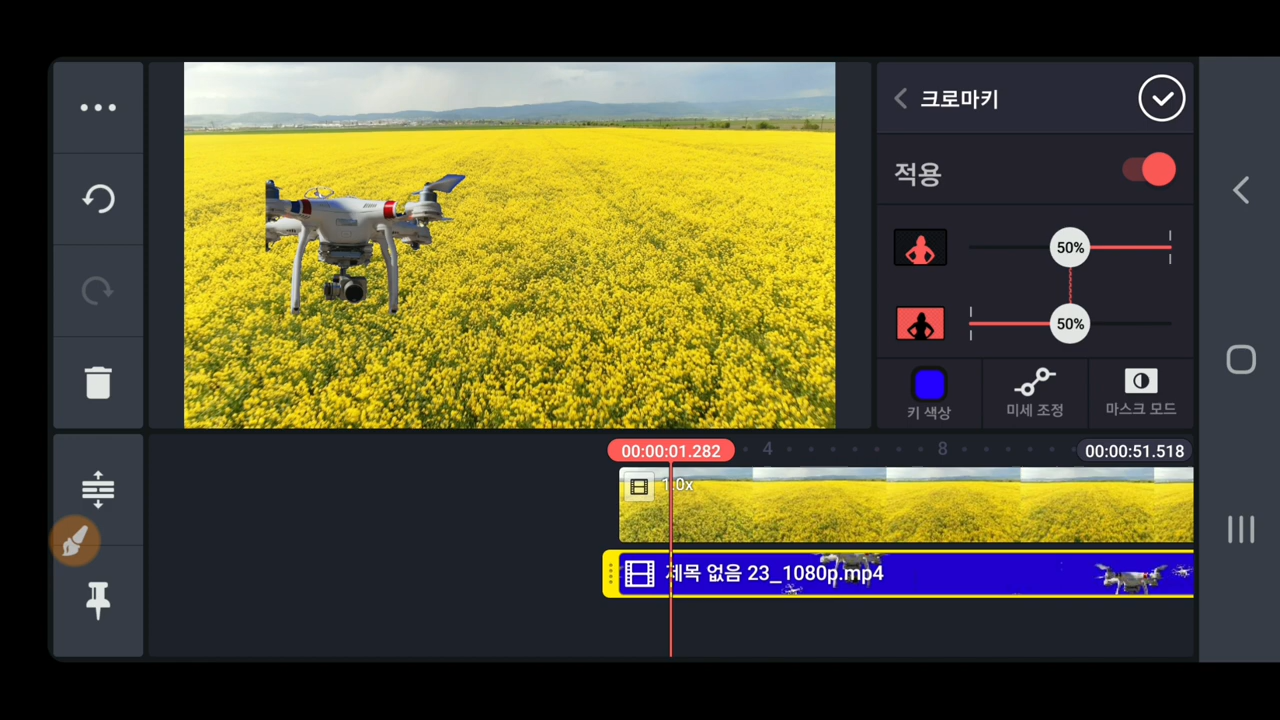 크로마키
적용
50%
50%
키 색상
미세 조정
마스크 모드
00:00:01.282
4
8
00:00:51.518
1.0x
제목 없음 23_1080p.mp4